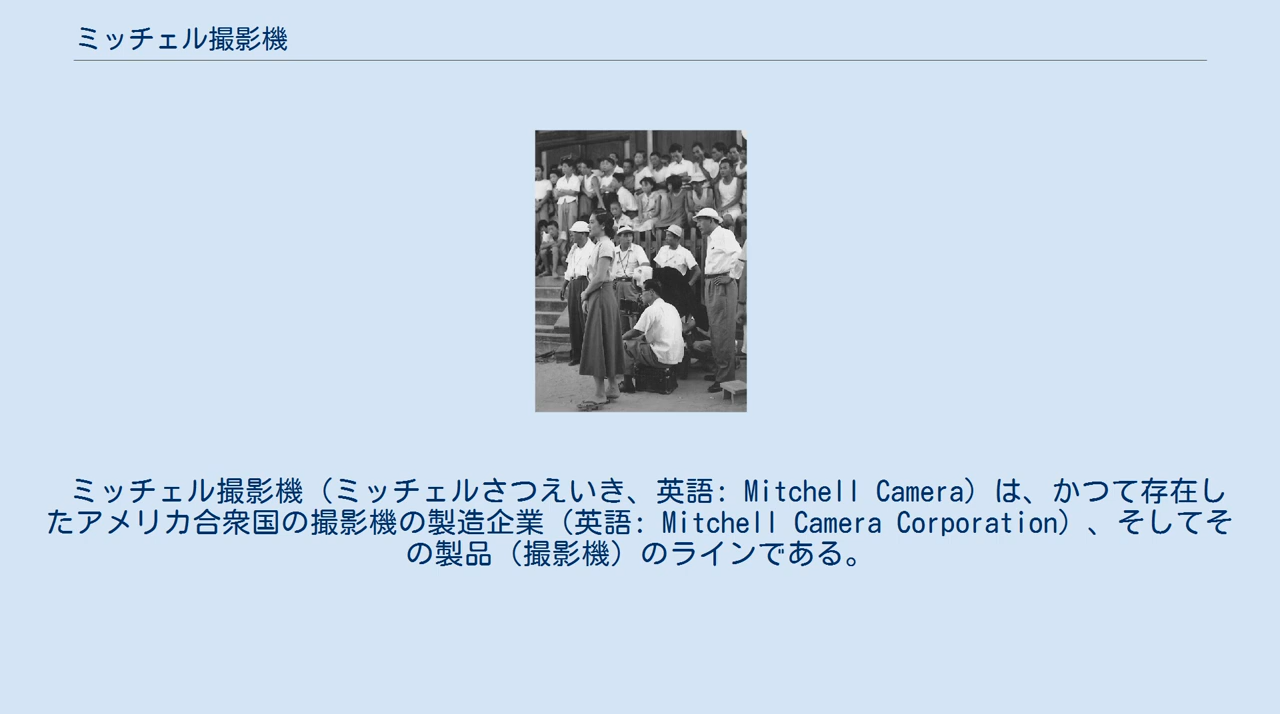 ミッチェル撮影機
ミッチェル撮影機（ミッチェルさつえいき、英語: Mitchell Camera）は、かつて存在し
たアメリカ合衆国の撮影機の製造企業（英語: Mitchell Camera Corporation）、そしてそ
の製品（撮影機）のラインである。